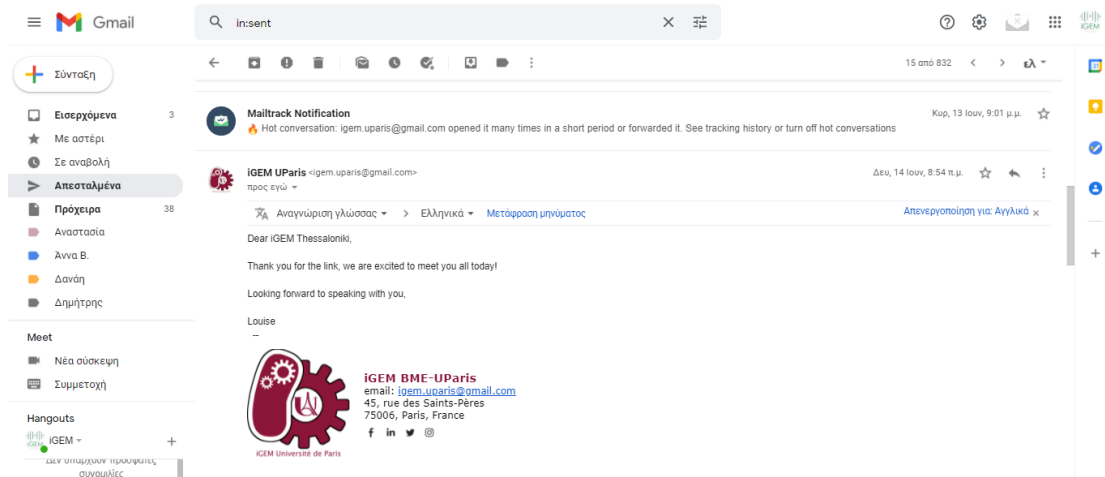 Gmail
in:sent
iGEM
Σύνταξη
15 από 832
ελ
Εισερχόμενα 3
Με αστέρι
Σε αναβολή
Απεσταλμένα
Πρόχειρα 38
Αναστασία
Άννα Β.
Δανάη
Δημήτρης
Meet
Νέα σύσκεψη
Συμμετοχή
Hangouts
iGEM
Δεν υπάρχουν πρόσφατες
συνομιλίες
Mailtrack Notification
Κυρ, 13 Ιουν, 9:01 μ.μ.
🔥 Hot conversation: igem.uparis@gmail.com opened it many times in a short period or forwarded it. See tracking history or turn off hot conversations
iGEM UParis <igem.uparis@gmail.com>
Δευ, 14 Ιουν, 8:54 π.μ.
προς εγώ
Αναγνώριση γλώσσας > Ελληνικά Μετάφραση μηνύματος
Απενεργοποίηση για: Αγγλικά ×
Dear iGEM Thessaloniki,
Thank you for the link, we are excited to meet you all today!
Looking forward to speaking with you,
Louise
--
iGEM Université de Paris
iGEM BME-UParis
email: igem.uparis@gmail.com
45, rue des Saints-Pères
75006, Paris, France